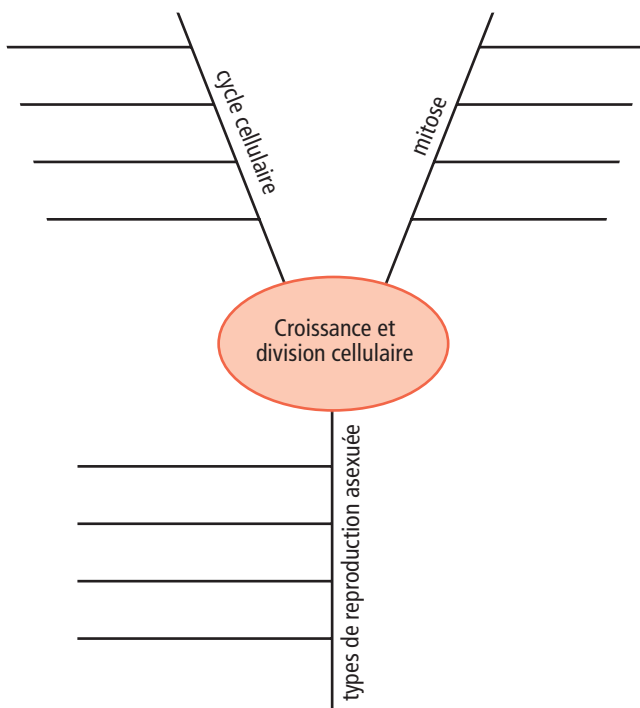 cycle cellulaire
mitose
Croissance et
division cellulaire
types de reproduction asexuée